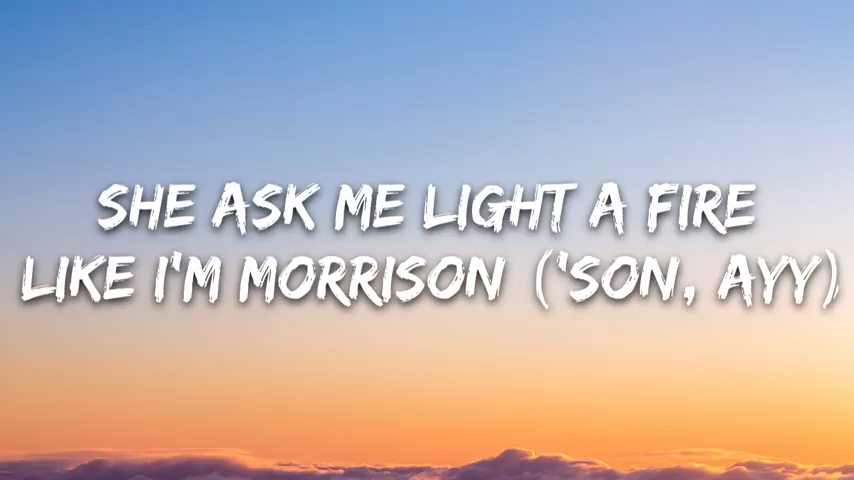 SHE ASK ME LIGHT A FIRE
LIKE I'M MORRISON ('SON, AYY)